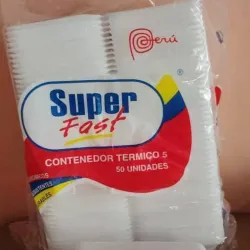 Perú
®
Super
Fast
CONTENEDOR TERMICO 5
50 UNIDADES